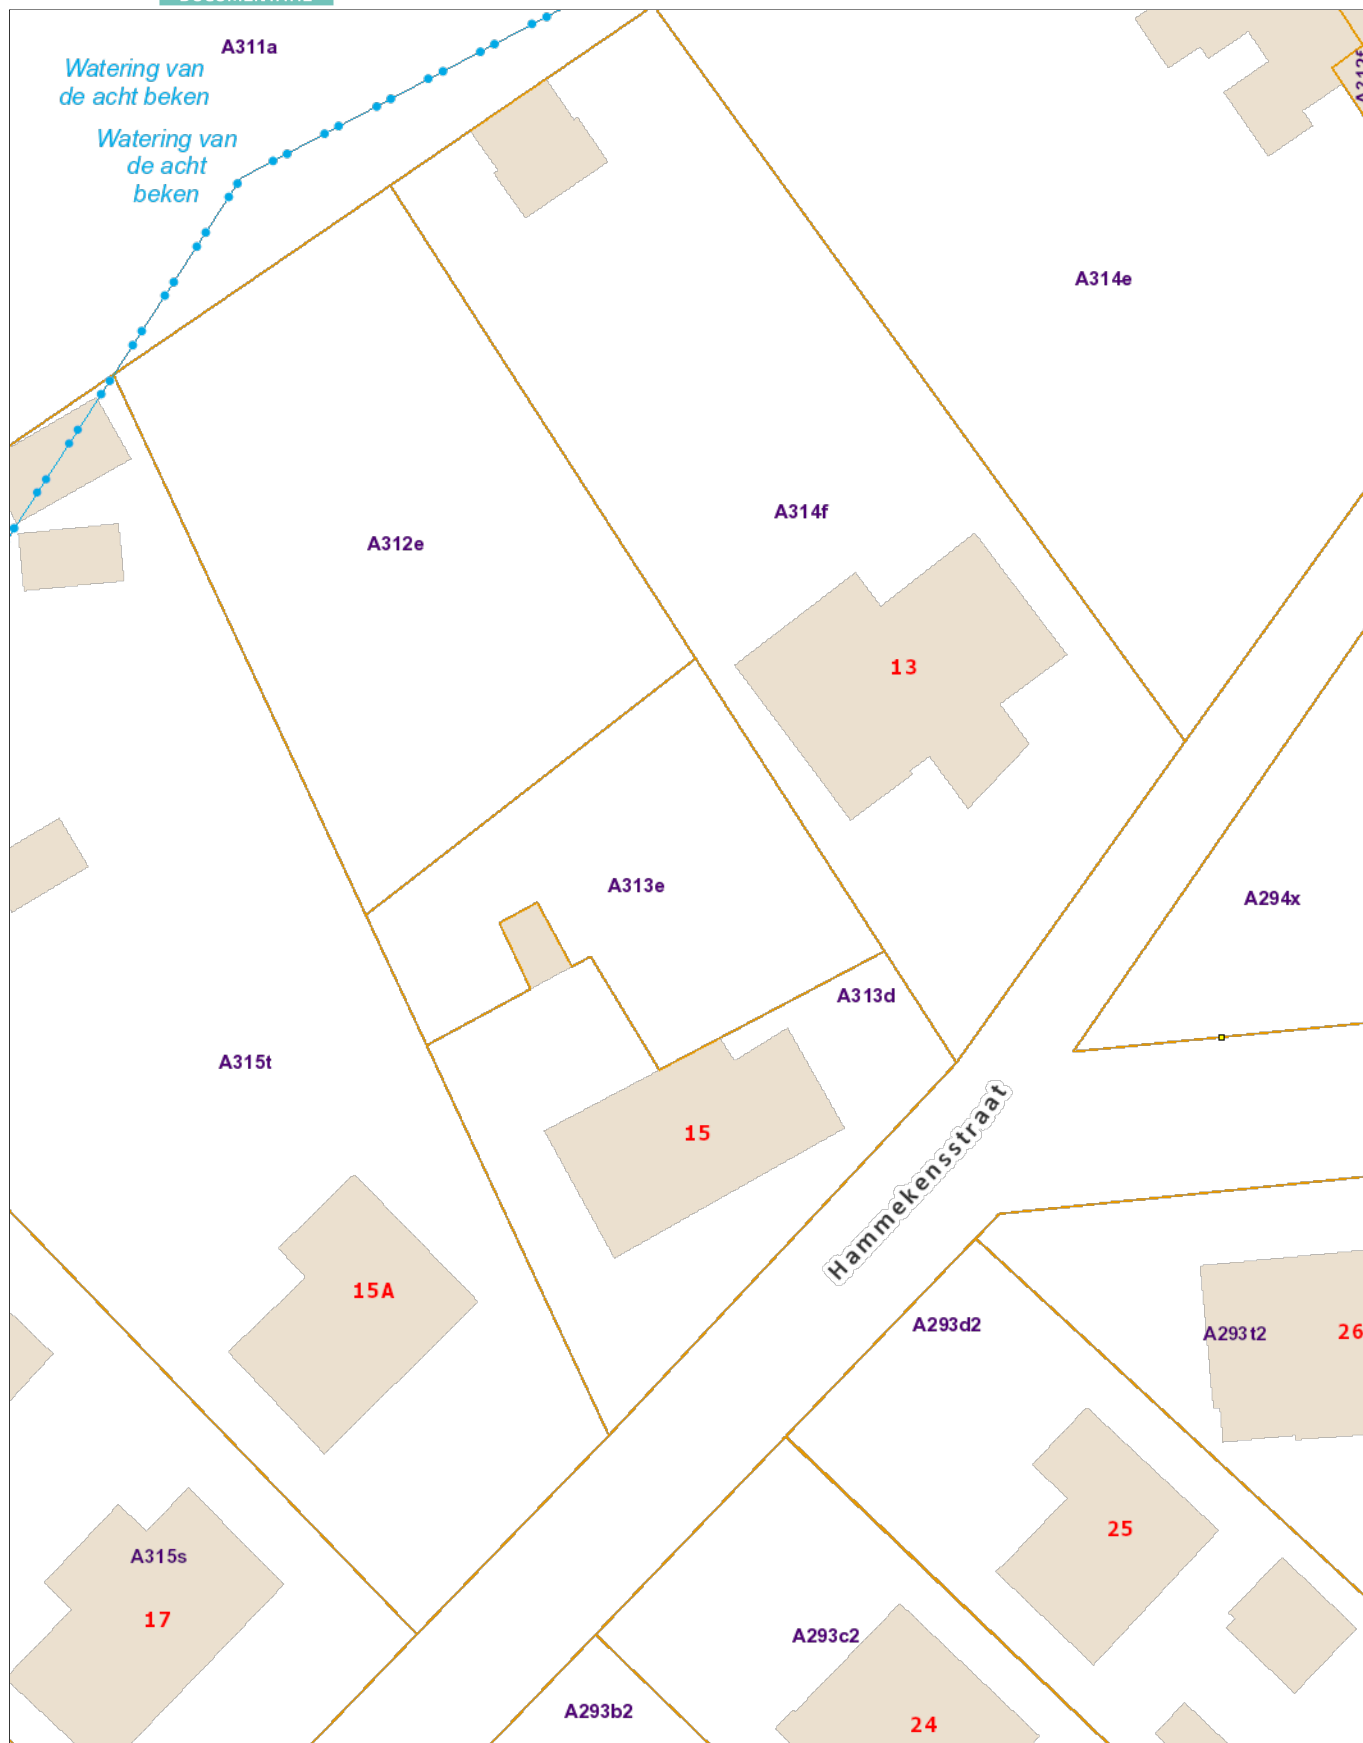 A311a
Watering van
de acht beken
Watering van
de acht
beken
A314e
A314f
A312e
13
A313e
A294x
A313d
A315t
15
Hammekensstraat
15A
A293d2
A293t2
26
25
A315s
17
A293c2
A293b2
24